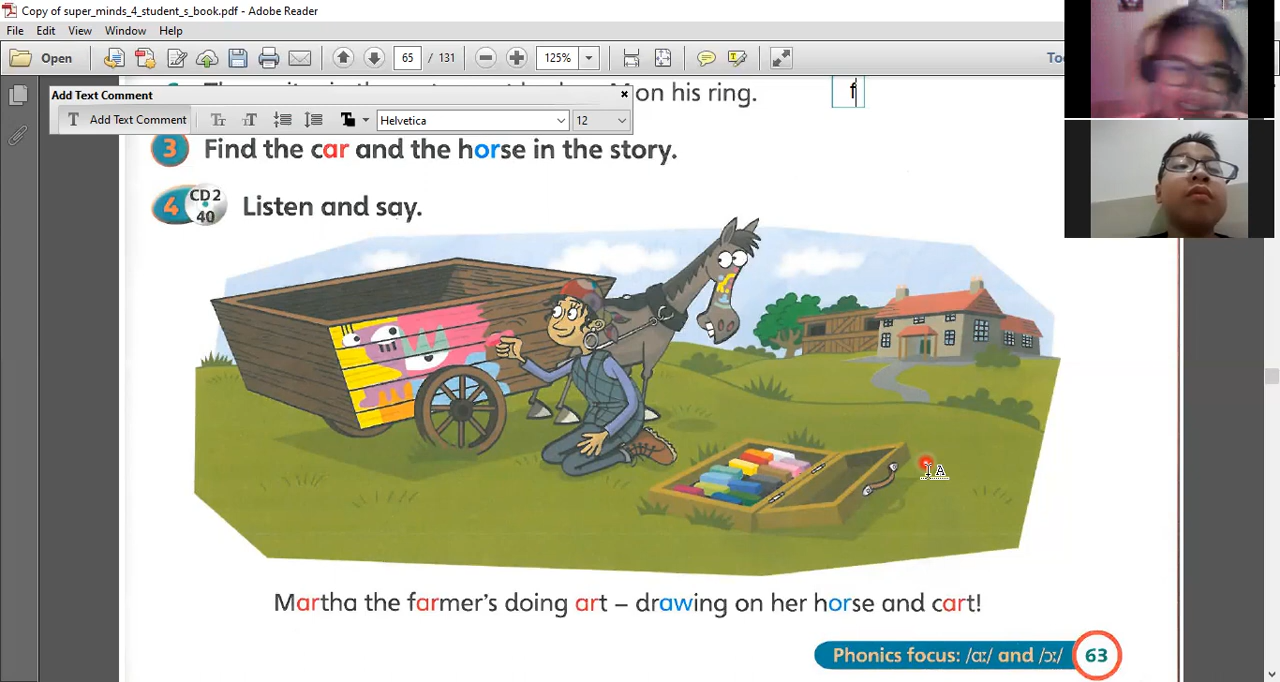 Copy of super_minds_4_student_s_book.pdf - Adobe Reader
File Edit View Window Help
Open 65 / 131 125%
Add Text Comment
on his ring. f
T Add Text Comment Helvetica 12
3 Find the car and the horse in the story.
4 CD2 40 Listen and say.
Martha the farmer's doing art – drawing on her horse and cart!
Phonics focus: /ɑː/ and /ɔː/ 63